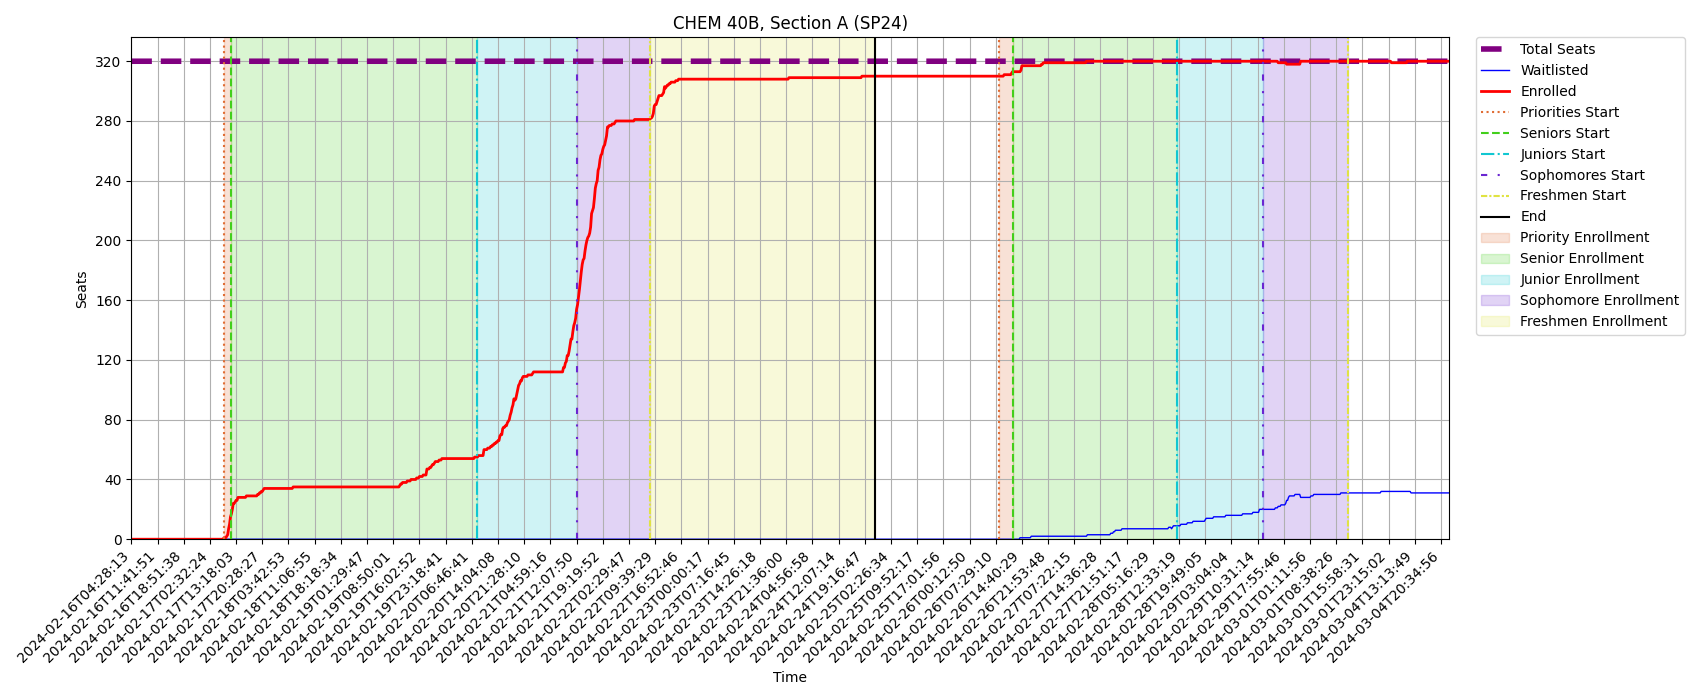 CHEM 40B, Section A (SP24)
320
280
240
200
160
120
80
40
0
Seats
2024-02-16T04:28:13
2024-02-16T11:41:51
2024-02-16T18:51:38
2024-02-17T02:32:24
2024-02-17T13:18:03
2024-02-17T20:28:27
2024-02-18T03:42:53
2024-02-18T11:06:55
2024-02-18T18:18:34
2024-02-19T01:29:47
2024-02-19T08:50:01
2024-02-19T16:02:52
2024-02-19T23:18:41
2024-02-20T06:46:41
2024-02-20T14:04:08
2024-02-20T21:28:10
2024-02-21T04:59:16
2024-02-21T12:07:50
2024-02-21T19:19:52
2024-02-22T02:29:47
2024-02-22T09:39:29
2024-02-22T16:52:46
2024-02-23T00:00:17
2024-02-23T07:16:45
2024-02-23T14:26:18
2024-02-23T21:36:00
2024-02-24T04:56:58
2024-02-24T12:07:14
2024-02-24T19:16:47
2024-02-25T02:26:34
2024-02-25T09:52:17
2024-02-25T17:01:56
2024-02-26T00:12:50
2024-02-26T07:29:10
2024-02-26T14:40:29
2024-02-26T21:53:48
2024-02-27T07:22:15
2024-02-27T14:36:28
2024-02-27T21:51:17
2024-02-28T05:16:29
2024-02-28T12:33:19
2024-02-28T19:49:05
2024-02-29T03:04:04
2024-02-29T10:31:14
2024-02-29T17:55:46
2024-03-01T01:11:56
2024-03-01T08:38:26
2024-03-01T15:58:31
2024-03-01T23:15:02
2024-03-04T13:13:49
2024-03-04T20:34:56
Time
Total Seats
Waitlisted
Enrolled
Priorities Start
Seniors Start
Juniors Start
Sophomores Start
Freshmen Start
End
Priority Enrollment
Senior Enrollment
Junior Enrollment
Sophomore Enrollment
Freshmen Enrollment